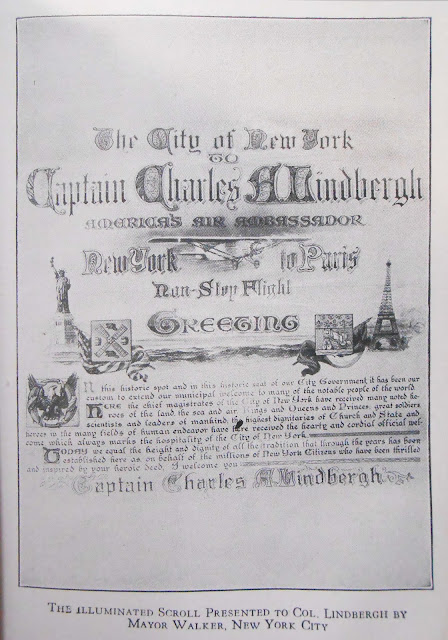 The City of New York
TO
Captain Charles A. Lindbergh
AMERICA'S AIR AMBASSADOR
New York to Paris
Non-Stop Flight
GREETING
On this historic spot and in this historic seat of our City Government it has been our
custom to extend our municipal welcome to many of the notable people of the world
HERE the chief magistrates of the City of New York have received many noted he-
roes of the land, the sea and air, Kings and Queens and Princes, great soldiers
scientists and leaders of mankind, the highest dignitaries of Church and State and
heroes in the many fields of human endeavor have here received the hearty and cordial official wel-
come which always marks the hospitality of the City of New York
TODAY we equal the height and dignity of all the tradition that through the years has been
established here as on behalf of the millions of New York Citizens who have been thrilled
and inspired by your heroic deed, I welcome you
Captain Charles A. Lindbergh
THE ILLUMINATED SCROLL PRESENTED TO COL. LINDBERGH BY
MAYOR WALKER, NEW YORK CITY